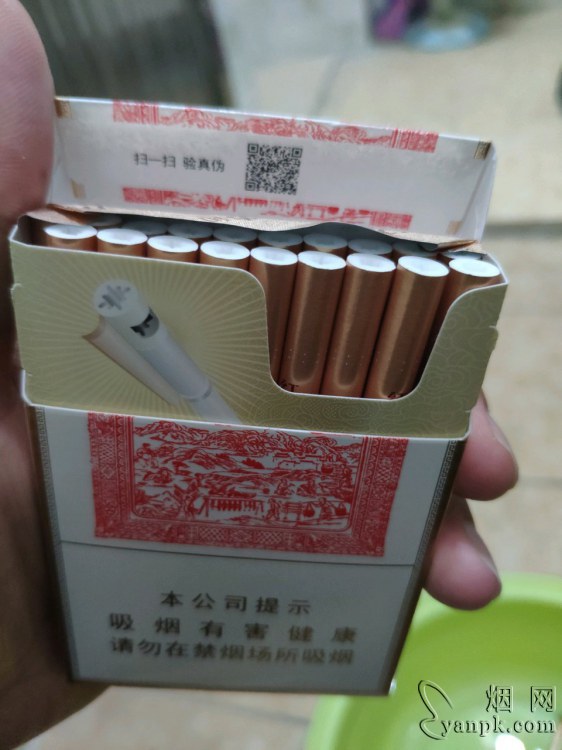 扫一扫 验真伪
本公司提示
吸烟有害健康
请勿在禁烟场所吸烟
烟网
yanpk.com